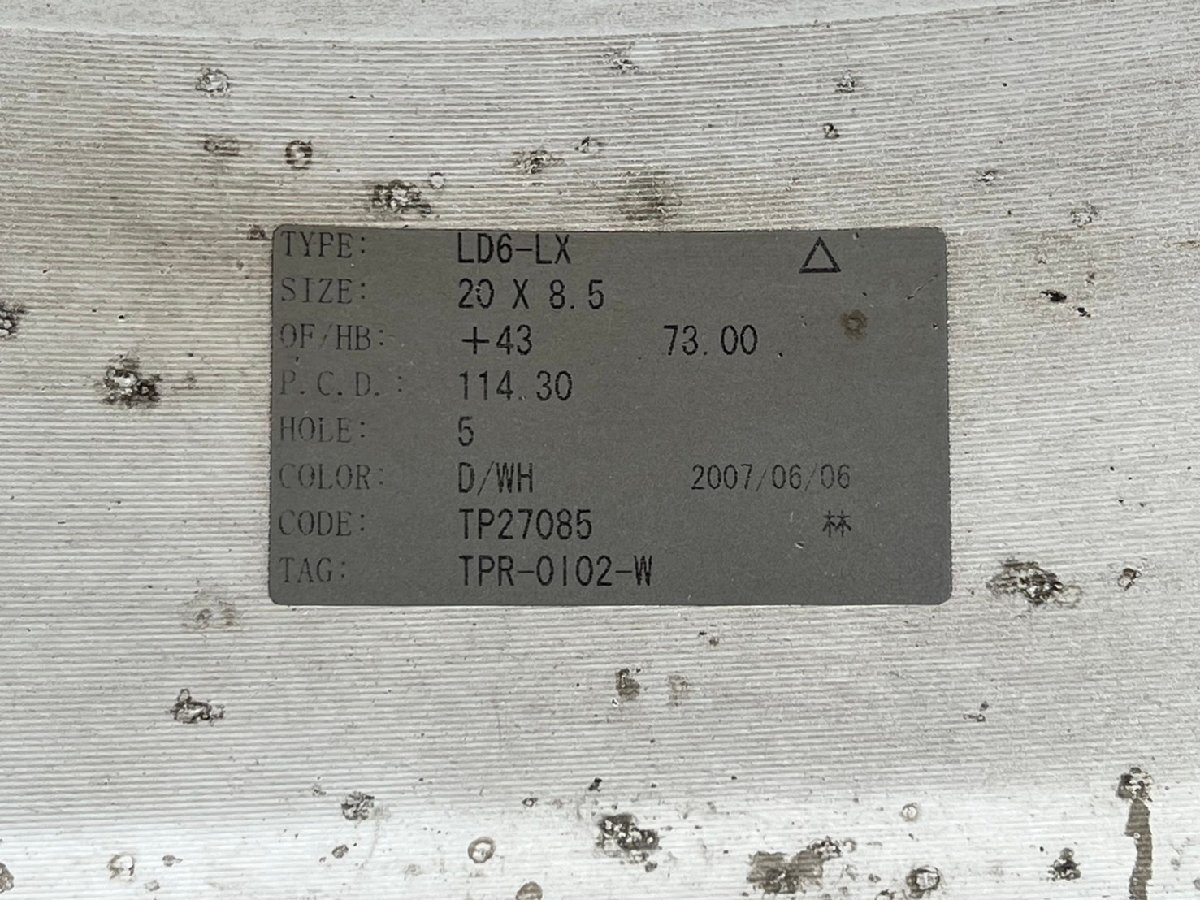 TYPE: LD6-LX △
SIZE: 20 X 8.5
OF/HB: +43 73.00
P.C.D.: 114.30
HOLE: 5
COLOR: D/WH 2007/06/06
CODE: TP27085 林
TAG: TPR-0102-W